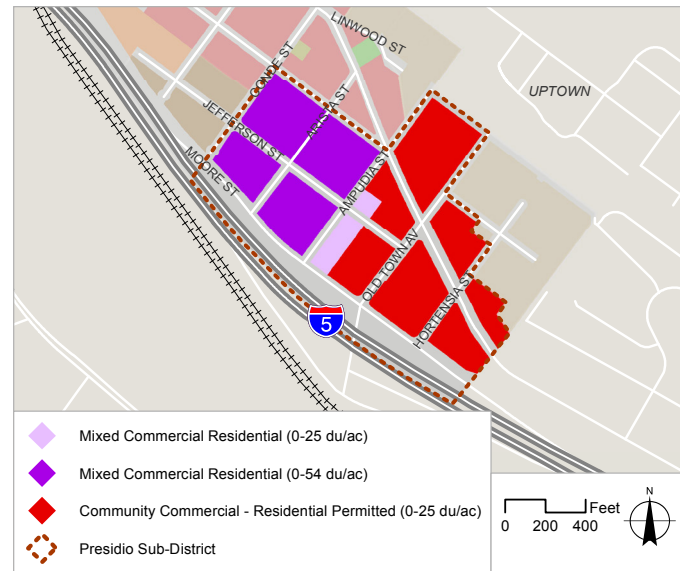 LINWOOD ST
CONDE ST
UPTOWN
ARISTA ST
JEFFERSON ST
MOORE ST
AMPUDIA ST
OLD TOWN AV
HORTENSIA ST
5
Mixed Commercial Residential (0-25 du/ac)
Mixed Commercial Residential (0-54 du/ac)
Community Commercial - Residential Permitted (0-25 du/ac)
Presidio Sub-District
Feet
0 200 400
N